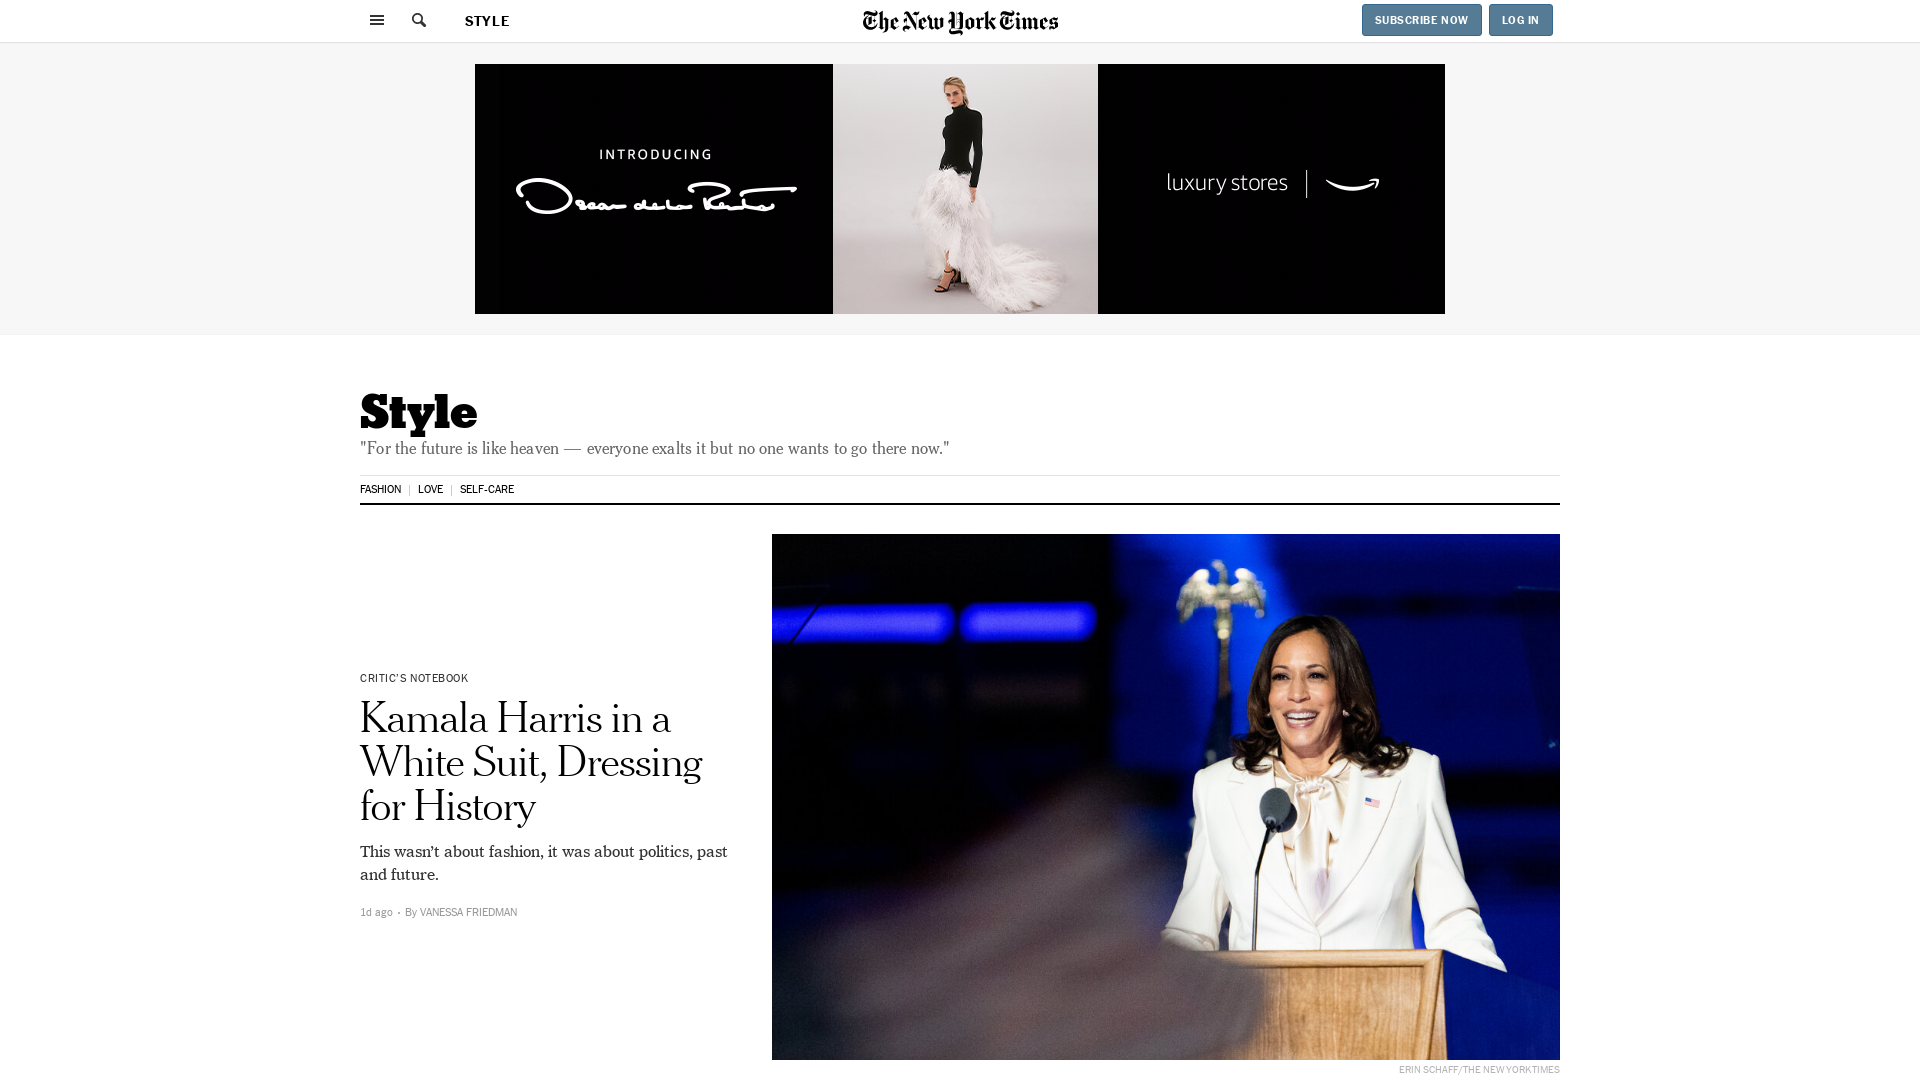 STYLE
The New York Times
SUBSCRIBE NOW
LOG IN
INTRODUCING
Oscar de la Renta
luxury stores
Style
"For the future is like heaven — everyone exalts it but no one wants to go there now."
FASHION
LOVE
SELF-CARE
CRITIC'S NOTEBOOK
Kamala Harris in a
White Suit, Dressing
for History
This wasn't about fashion, it was about politics, past
and future.
1d ago · By VANESSA FRIEDMAN
ERIN SCHAFF/THE NEW YORK TIMES